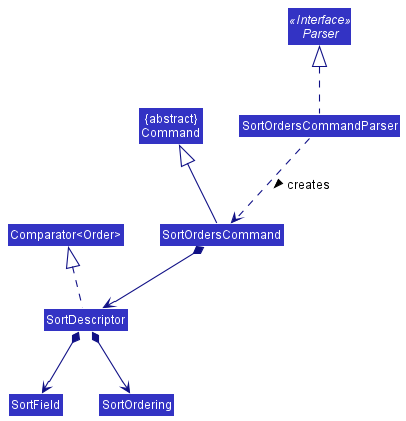 «Interface»
Parser
{abstract}
Command
SortOrdersCommandParser
creates
Comparator<Order>
SortOrdersCommand
SortDescriptor
SortField
SortOrdering